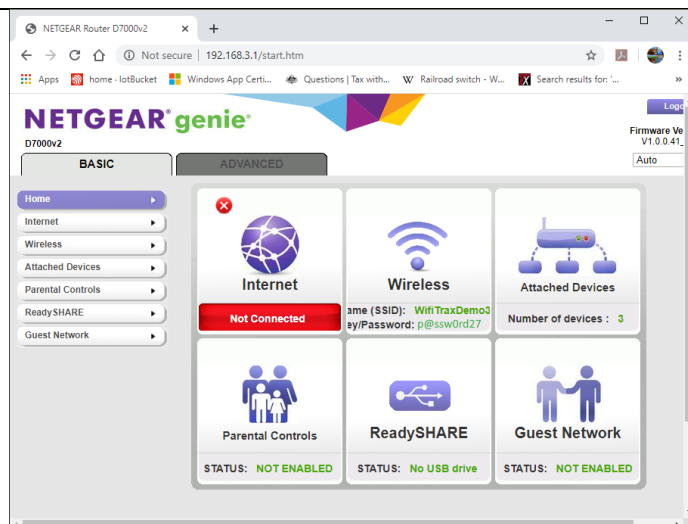 NETGEAR Router D7000v2
Not secure | 192.168.3.1/start.htm
Apps home - IotBucket Windows App Certi... Questions | Tax with... W Railroad switch - W... X Search results for: '... »
NETGEAR® genie®
Logo
D7000v2
Firmware Ve
V1.0.0.41_
BASIC ADVANCED Auto
Home
Internet
Wireless
Attached Devices
Parental Controls
ReadySHARE
Guest Network
Internet Wireless Attached Devices
Not Connected
ame (SSID): WifiTraxDemo3
ey/Password: p@ssw0rd27
Number of devices : 3
Parental Controls ReadySHARE Guest Network
STATUS: NOT ENABLED STATUS: No USB drive STATUS: NOT ENABLED